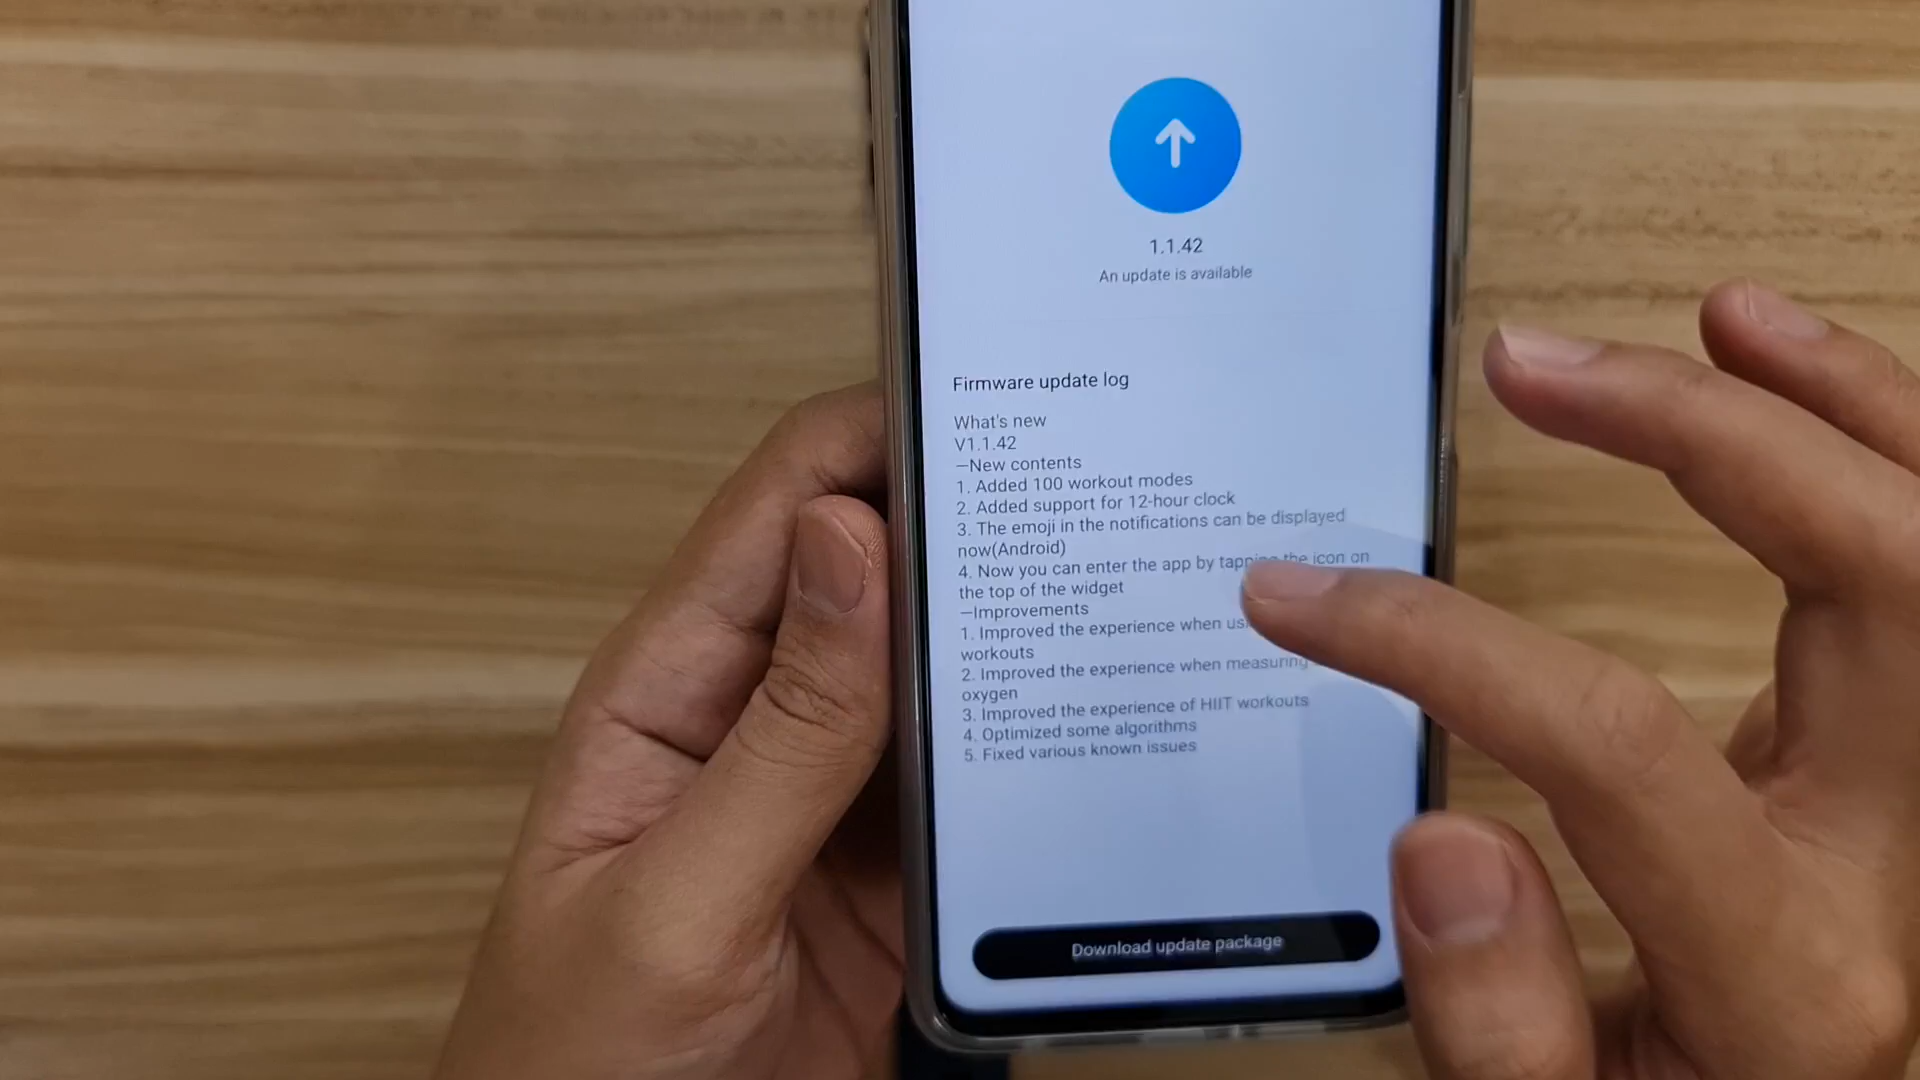 1.1.42
An update is available
Firmware update log
What's new
V1.1.42
—New contents
1. Added 100 workout modes
2. Added support for 12-hour clock
3. The emoji in the notifications can be displayed
now(Android)
4. Now you can enter the app by tapping the icon on
the top of the widget
—Improvements
1. Improved the experience when
workouts
2. Improved the experience when measuring
oxygen
3. Improved the experience of HIIT workouts
4. Optimized some algorithms
5. Fixed various known issues
Download update package